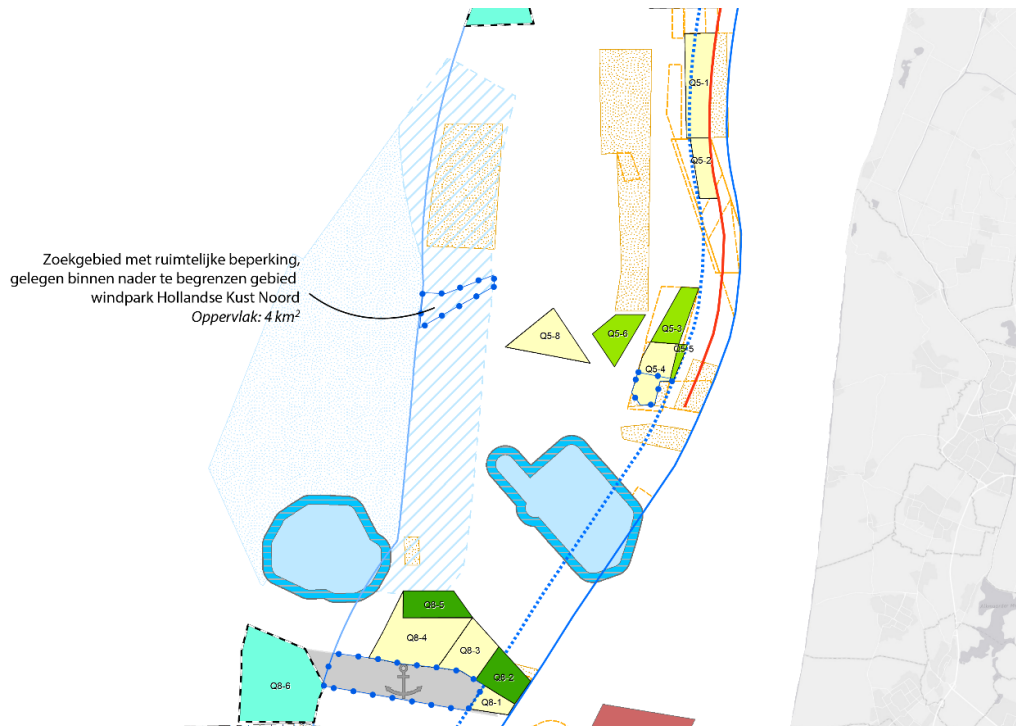 Q5-1
Q5-2
Zoekgebied met ruimtelijke beperking,
gelegen binnen nader te begrenzen gebied
windpark Hollandse Kust Noord
Oppervlak: 4 km²
Q5-8
Q5-6
Q5-3
Q5-5
Q5-4
Q8-5
Q8-4
Q8-3
Q8-2
Q8-6
Q8-1